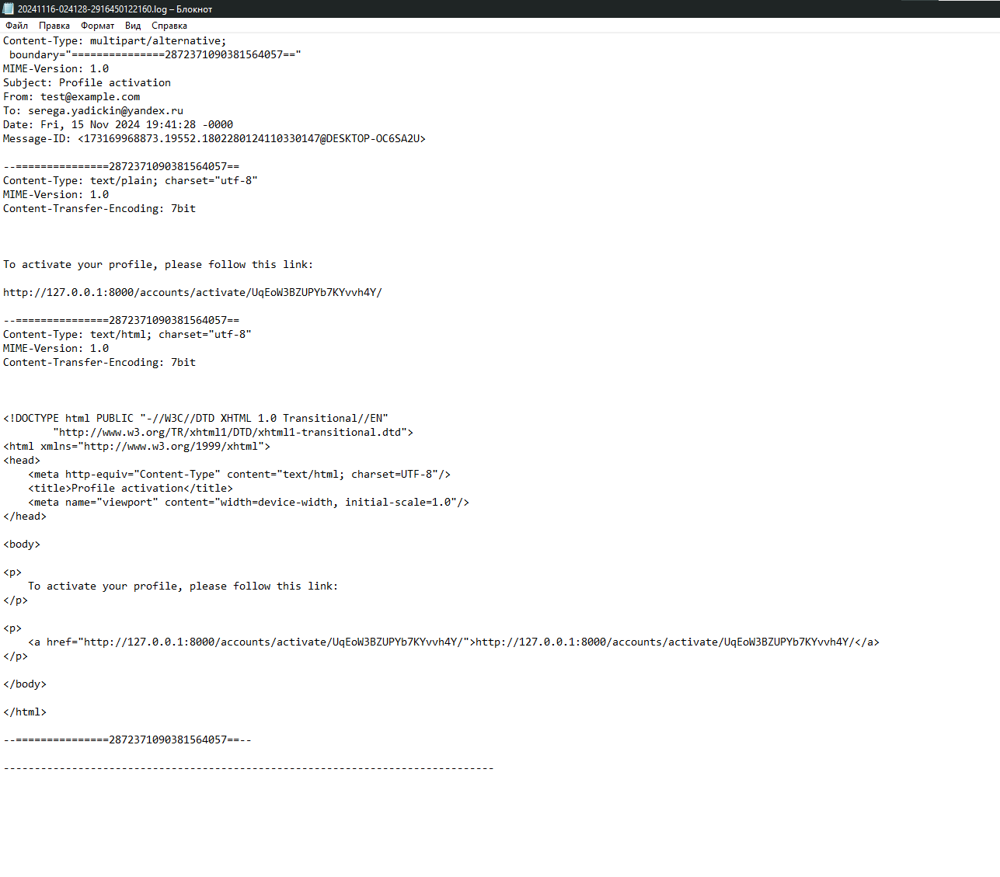 20241116-024128-2916450122160.log – Блокнот
Файл Правка Формат Вид Справка
Content-Type: multipart/alternative;
 boundary="===============2872371090381564057=="
MIME-Version: 1.0
Subject: Profile activation
From: test@example.com
To: serega.yadickin@yandex.ru
Date: Fri, 15 Nov 2024 19:41:28 -0000
Message-ID: <173169968873.19552.1802280124110330147@DESKTOP-OC6SA2U>
--===============2872371090381564057==
Content-Type: text/plain; charset="utf-8"
MIME-Version: 1.0
Content-Transfer-Encoding: 7bit
To activate your profile, please follow this link:
http://127.0.0.1:8000/accounts/activate/UqEoW3BZUPYb7KYvvh4Y/
--===============2872371090381564057==
Content-Type: text/html; charset="utf-8"
MIME-Version: 1.0
Content-Transfer-Encoding: 7bit
<!DOCTYPE html PUBLIC "-//W3C//DTD XHTML 1.0 Transitional//EN"
        "http://www.w3.org/TR/xhtml1/DTD/xhtml1-transitional.dtd">
<html xmlns="http://www.w3.org/1999/xhtml">
<head>
    <meta http-equiv="Content-Type" content="text/html; charset=UTF-8"/>
    <title>Profile activation</title>
    <meta name="viewport" content="width=device-width, initial-scale=1.0"/>
</head>
<body>
<p>
    To activate your profile, please follow this link:
</p>
<p>
    <a href="http://127.0.0.1:8000/accounts/activate/UqEoW3BZUPYb7KYvvh4Y/">http://127.0.0.1:8000/accounts/activate/UqEoW3BZUPYb7KYvvh4Y/</a>
</p>
</body>
</html>
--===============2872371090381564057==--
-------------------------------------------------------------------------------